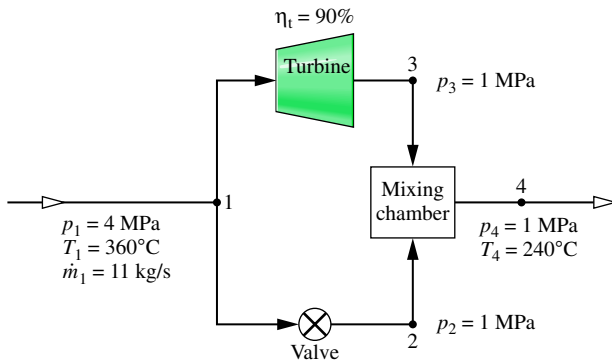 ηt = 90%
Turbine
3
p3 = 1 MPa
1
Mixing
chamber
4
p1 = 4 MPa
T1 = 360°C
ṁ1 = 11 kg/s
p4 = 1 MPa
T4 = 240°C
p2 = 1 MPa
2
Valve